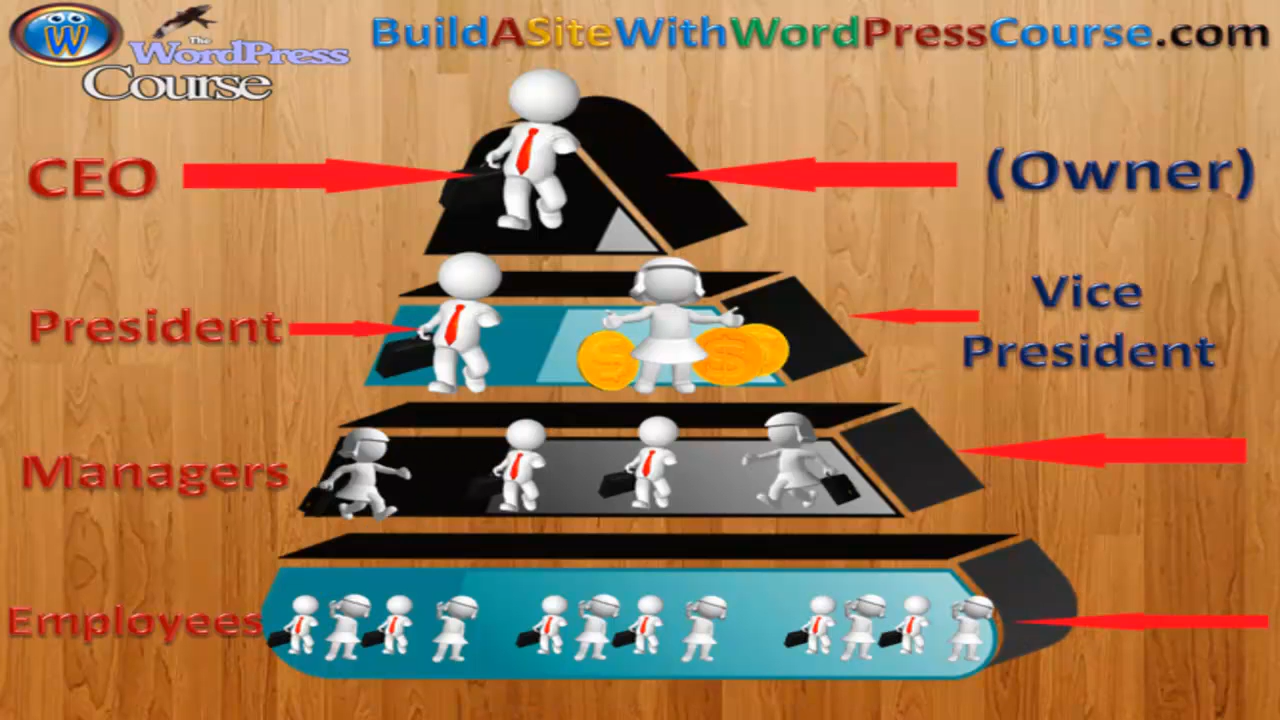 W
The
WordPress
Course
BuildASiteWithWordPressCourse.com
CEO
(Owner)
President
Vice
President
$ $
Managers
Employees